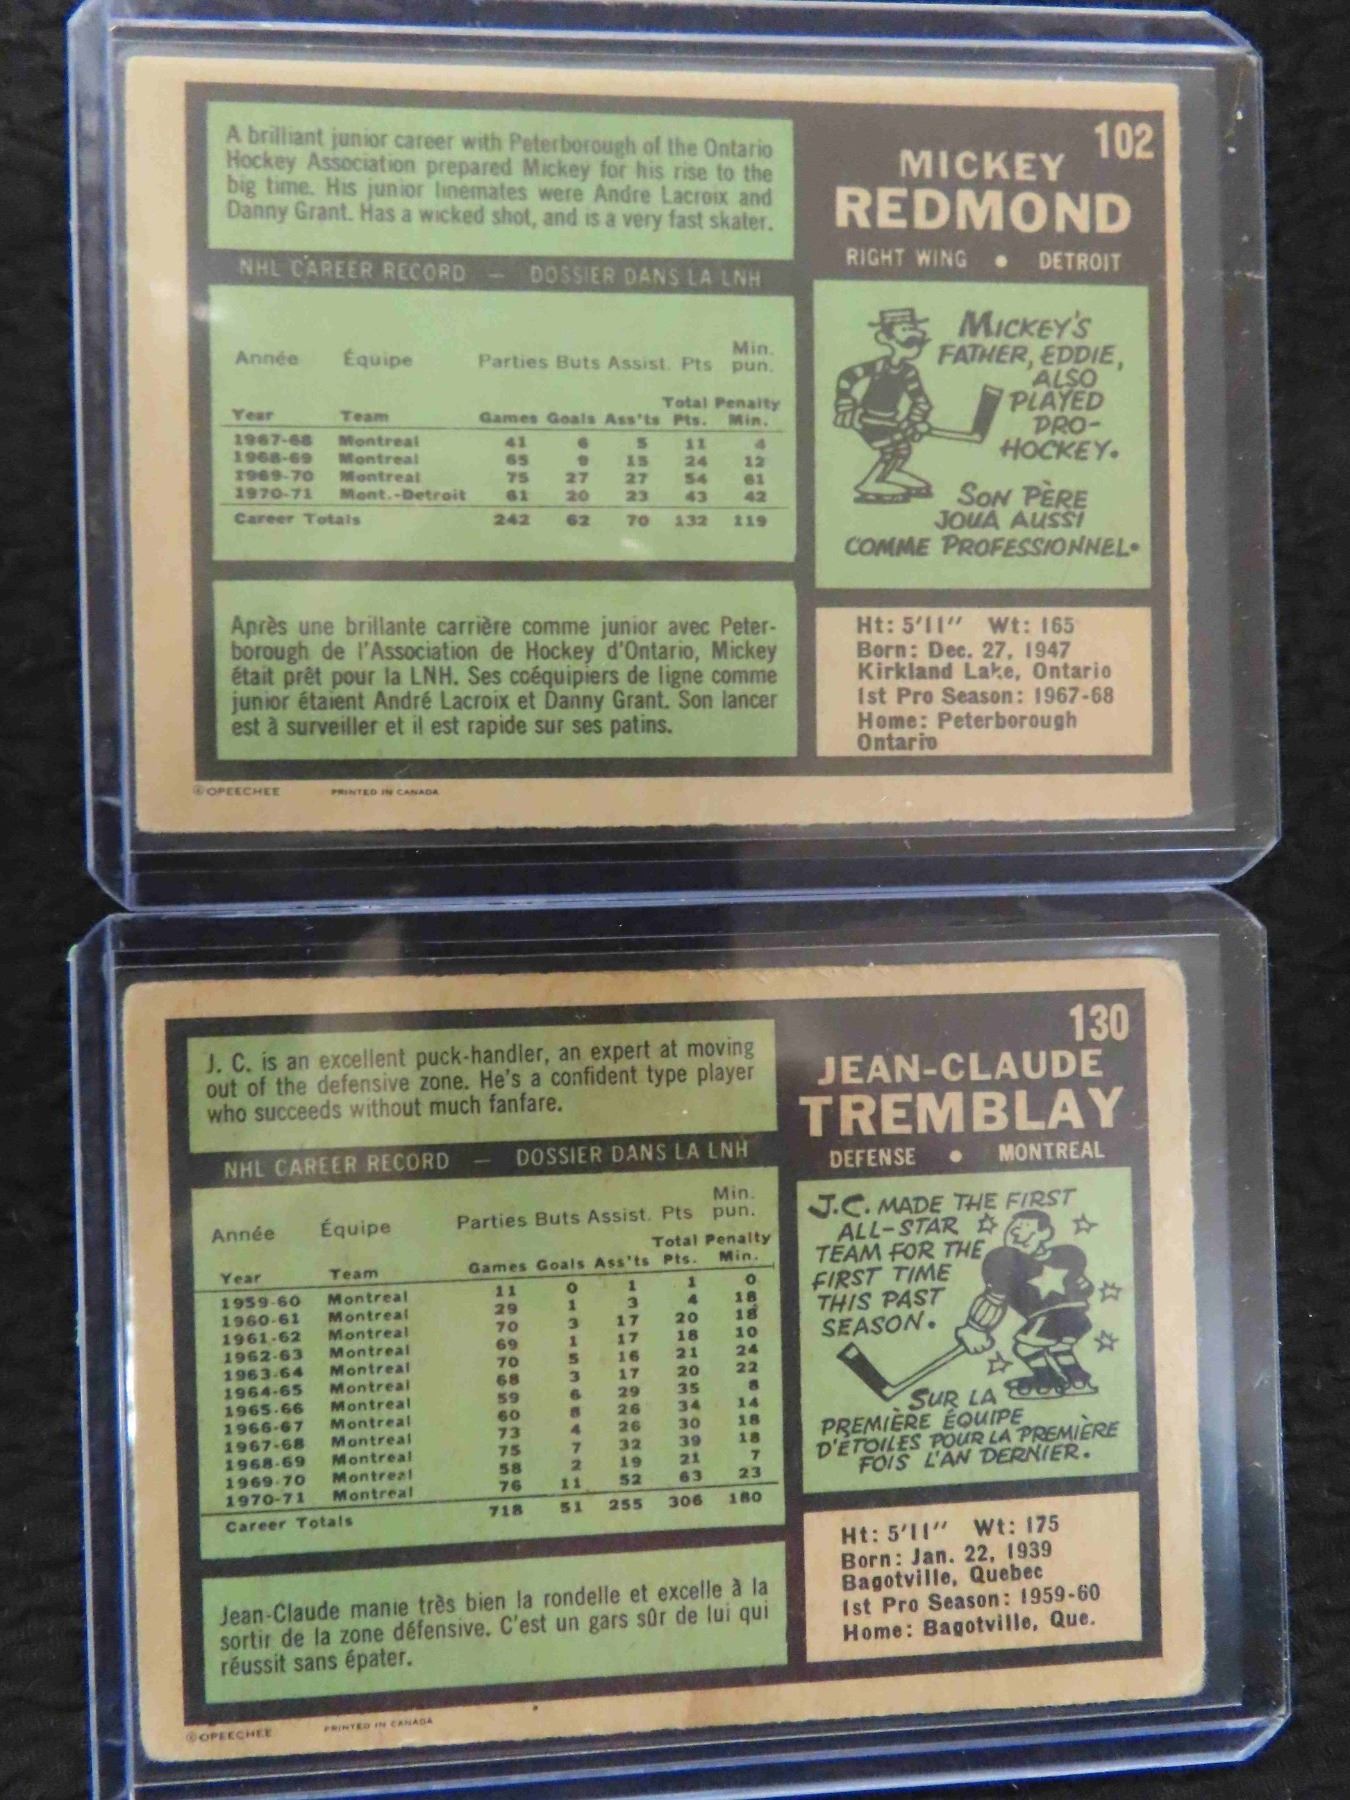 A brilliant junior career with Peterborough of the Ontario
Hockey Association prepared Mickey for his rise to the
big time. His junior linemates were Andre Lacroix and
Danny Grant. Has a wicked shot, and is a very fast skater.
102
MICKEY
REDMOND
RIGHT WING • DETROIT
NHL CAREER RECORD — DOSSIER DANS LA LNH
Année Équipe Parties Buts Assist. Pts Min. pun.
Year Team Games Goals Ass'ts Total Pts. Penalty Min.
1967-68 Montreal 41 6 5 11 4
1968-69 Montreal 65 9 15 24 12
1969-70 Montreal 75 27 27 54 61
1970-71 Mont.-Detroit 61 20 23 43 42
Career Totals 242 62 70 132 119
MICKEY'S
FATHER, EDDIE,
ALSO
PLAYED
PRO-
HOCKEY.
SON PÈRE
JOUA AUSSI
COMME PROFESSIONNEL.
Après une brillante carrière comme junior avec Peter-
borough de l'Association de Hockey d'Ontario, Mickey
était prêt pour la LNH. Ses coéquipiers de ligne comme
junior étaient André Lacroix et Danny Grant. Son lancer
est à surveiller et il est rapide sur ses patins.
Ht: 5'11" Wt: 165
Born: Dec. 27, 1947
Kirkland Lake, Ontario
1st Pro Season: 1967-68
Home: Peterborough
Ontario
©OPEECHEE PRINTED IN CANADA
J. C. is an excellent puck-handler, an expert at moving
out of the defensive zone. He's a confident type player
who succeeds without much fanfare.
130
JEAN-CLAUDE
TREMBLAY
DEFENSE • MONTREAL
NHL CAREER RECORD — DOSSIER DANS LA LNH
Année Équipe Parties Buts Assist. Pts Min. pun.
Year Team Games Goals Ass'ts Total Pts. Penalty Min.
1959-60 Montreal 11 0 1 1 0
1960-61 Montreal 29 1 3 4 18
1961-62 Montreal 70 3 17 20 18
1962-63 Montreal 69 1 17 18 10
1963-64 Montreal 70 5 16 21 24
1964-65 Montreal 68 3 17 20 22
1965-66 Montreal 59 6 29 35 8
1966-67 Montreal 60 8 26 34 14
1967-68 Montreal 73 4 26 30 18
1968-69 Montreal 75 7 32 39 18
1969-70 Montreal 58 2 19 21 7
1970-71 Montreal 76 11 52 63 23
Career Totals 718 51 255 306 180
J.C. MADE THE FIRST
ALL-STAR
TEAM FOR THE
FIRST TIME
THIS PAST
SEASON.
SUR LA
PREMIÈRE ÉQUIPE
D'ÉTOILES POUR LA PREMIÈRE
FOIS L'AN DERNIER.
Jean-Claude manie très bien la rondelle et excelle à la
sortir de la zone défensive. C'est un gars sûr de lui qui
réussit sans épater.
Ht: 5'11" Wt: 175
Born: Jan. 22, 1939
Bagotville, Quebec
1st Pro Season: 1959-60
Home: Bagotville, Que.
©OPEECHEE PRINTED IN CANADA